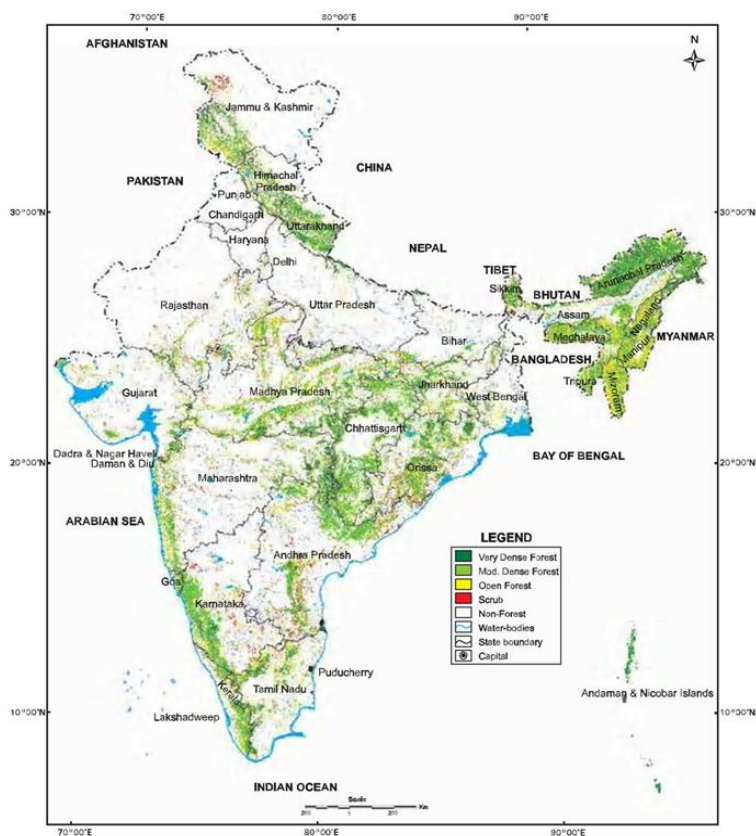 70°00'E 80°00'E 90°00'E
AFGHANISTAN
N
Jammu & Kashmir
CHINA
Himachal
Pradesh
PAKISTAN
Punjab
Chandigarh
30°00'N
30°00'N
Uttarakhand
Haryana
NEPAL
Delhi
TIBET
Sikkim
Arunachal Pradesh
BHUTAN
Rajasthan
Uttar Pradesh
Assam
Nagaland
Meghalaya
MYANMAR
Manipur
Bihar
BANGLADESH
Tripura
Mizoram
Jharkhand
Gujarat
Madhya Pradesh
West Bengal
Chhattisgarh
Dadra & Nagar Haveli
Daman & Diu
BAY OF BENGAL
20°00'N
20°00'N
Maharashtra
Orissa
ARABIAN SEA
LEGEND
Very Dense Forest
Mod. Dense Forest
Open Forest
Scrub
Non-Forest
Water-bodies
State boundary
Capital
Andhra Pradesh
Goa
Karnataka
Puducherry
Kerala
Tamil Nadu
Andaman & Nicobar Islands
Lakshadweep
10°00'N
10°00'N
INDIAN OCEAN
Scale
200 0 200 Km
70°00'E 80°00'E 90°00'E